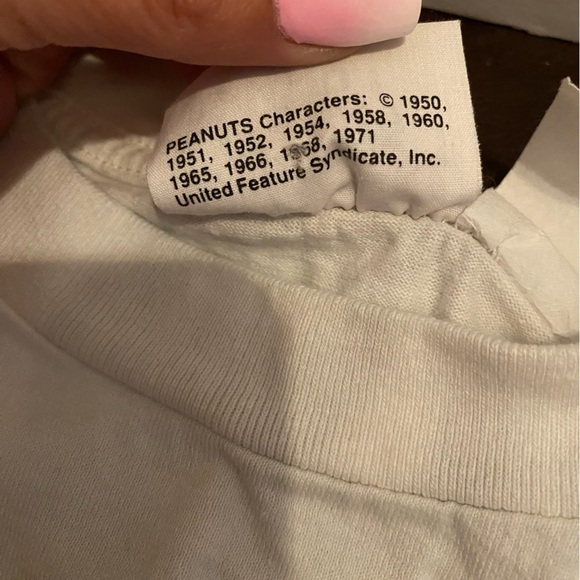 PEANUTS Characters: © 1950,
1951, 1952, 1954, 1958, 1960,
1965, 1966, 1968, 1971
United Feature Syndicate, Inc.